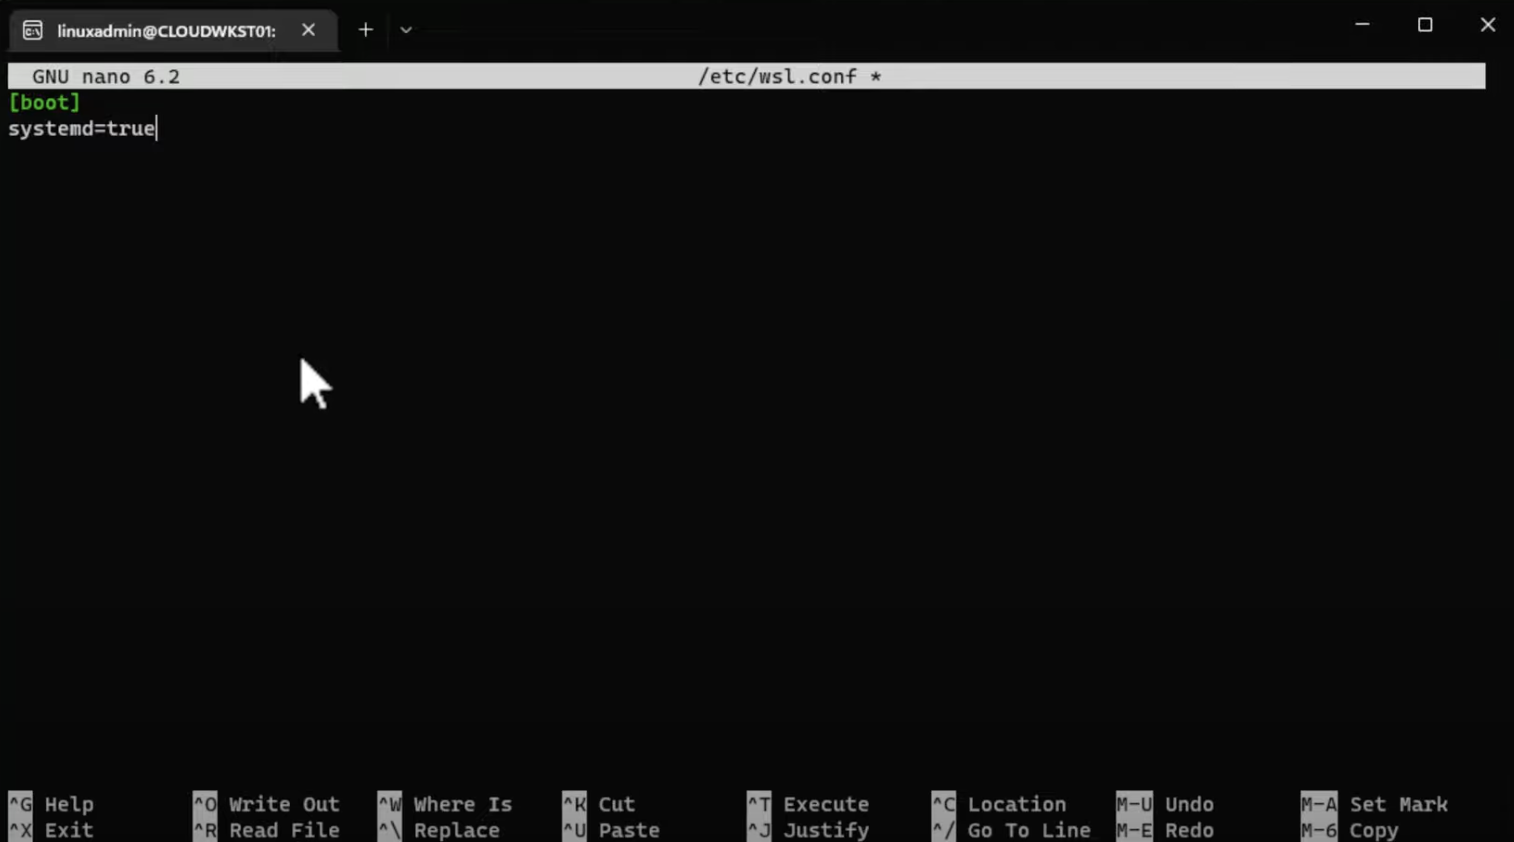 linuxadmin@CLOUDWKST01:
GNU nano 6.2 /etc/wsl.conf *
[boot]
systemd=true
^G Help ^O Write Out ^W Where Is ^K Cut ^T Execute ^C Location M-U Undo M-A Set Mark
^X Exit ^R Read File ^\ Replace ^U Paste ^J Justify ^/ Go To Line M-E Redo M-6 Copy